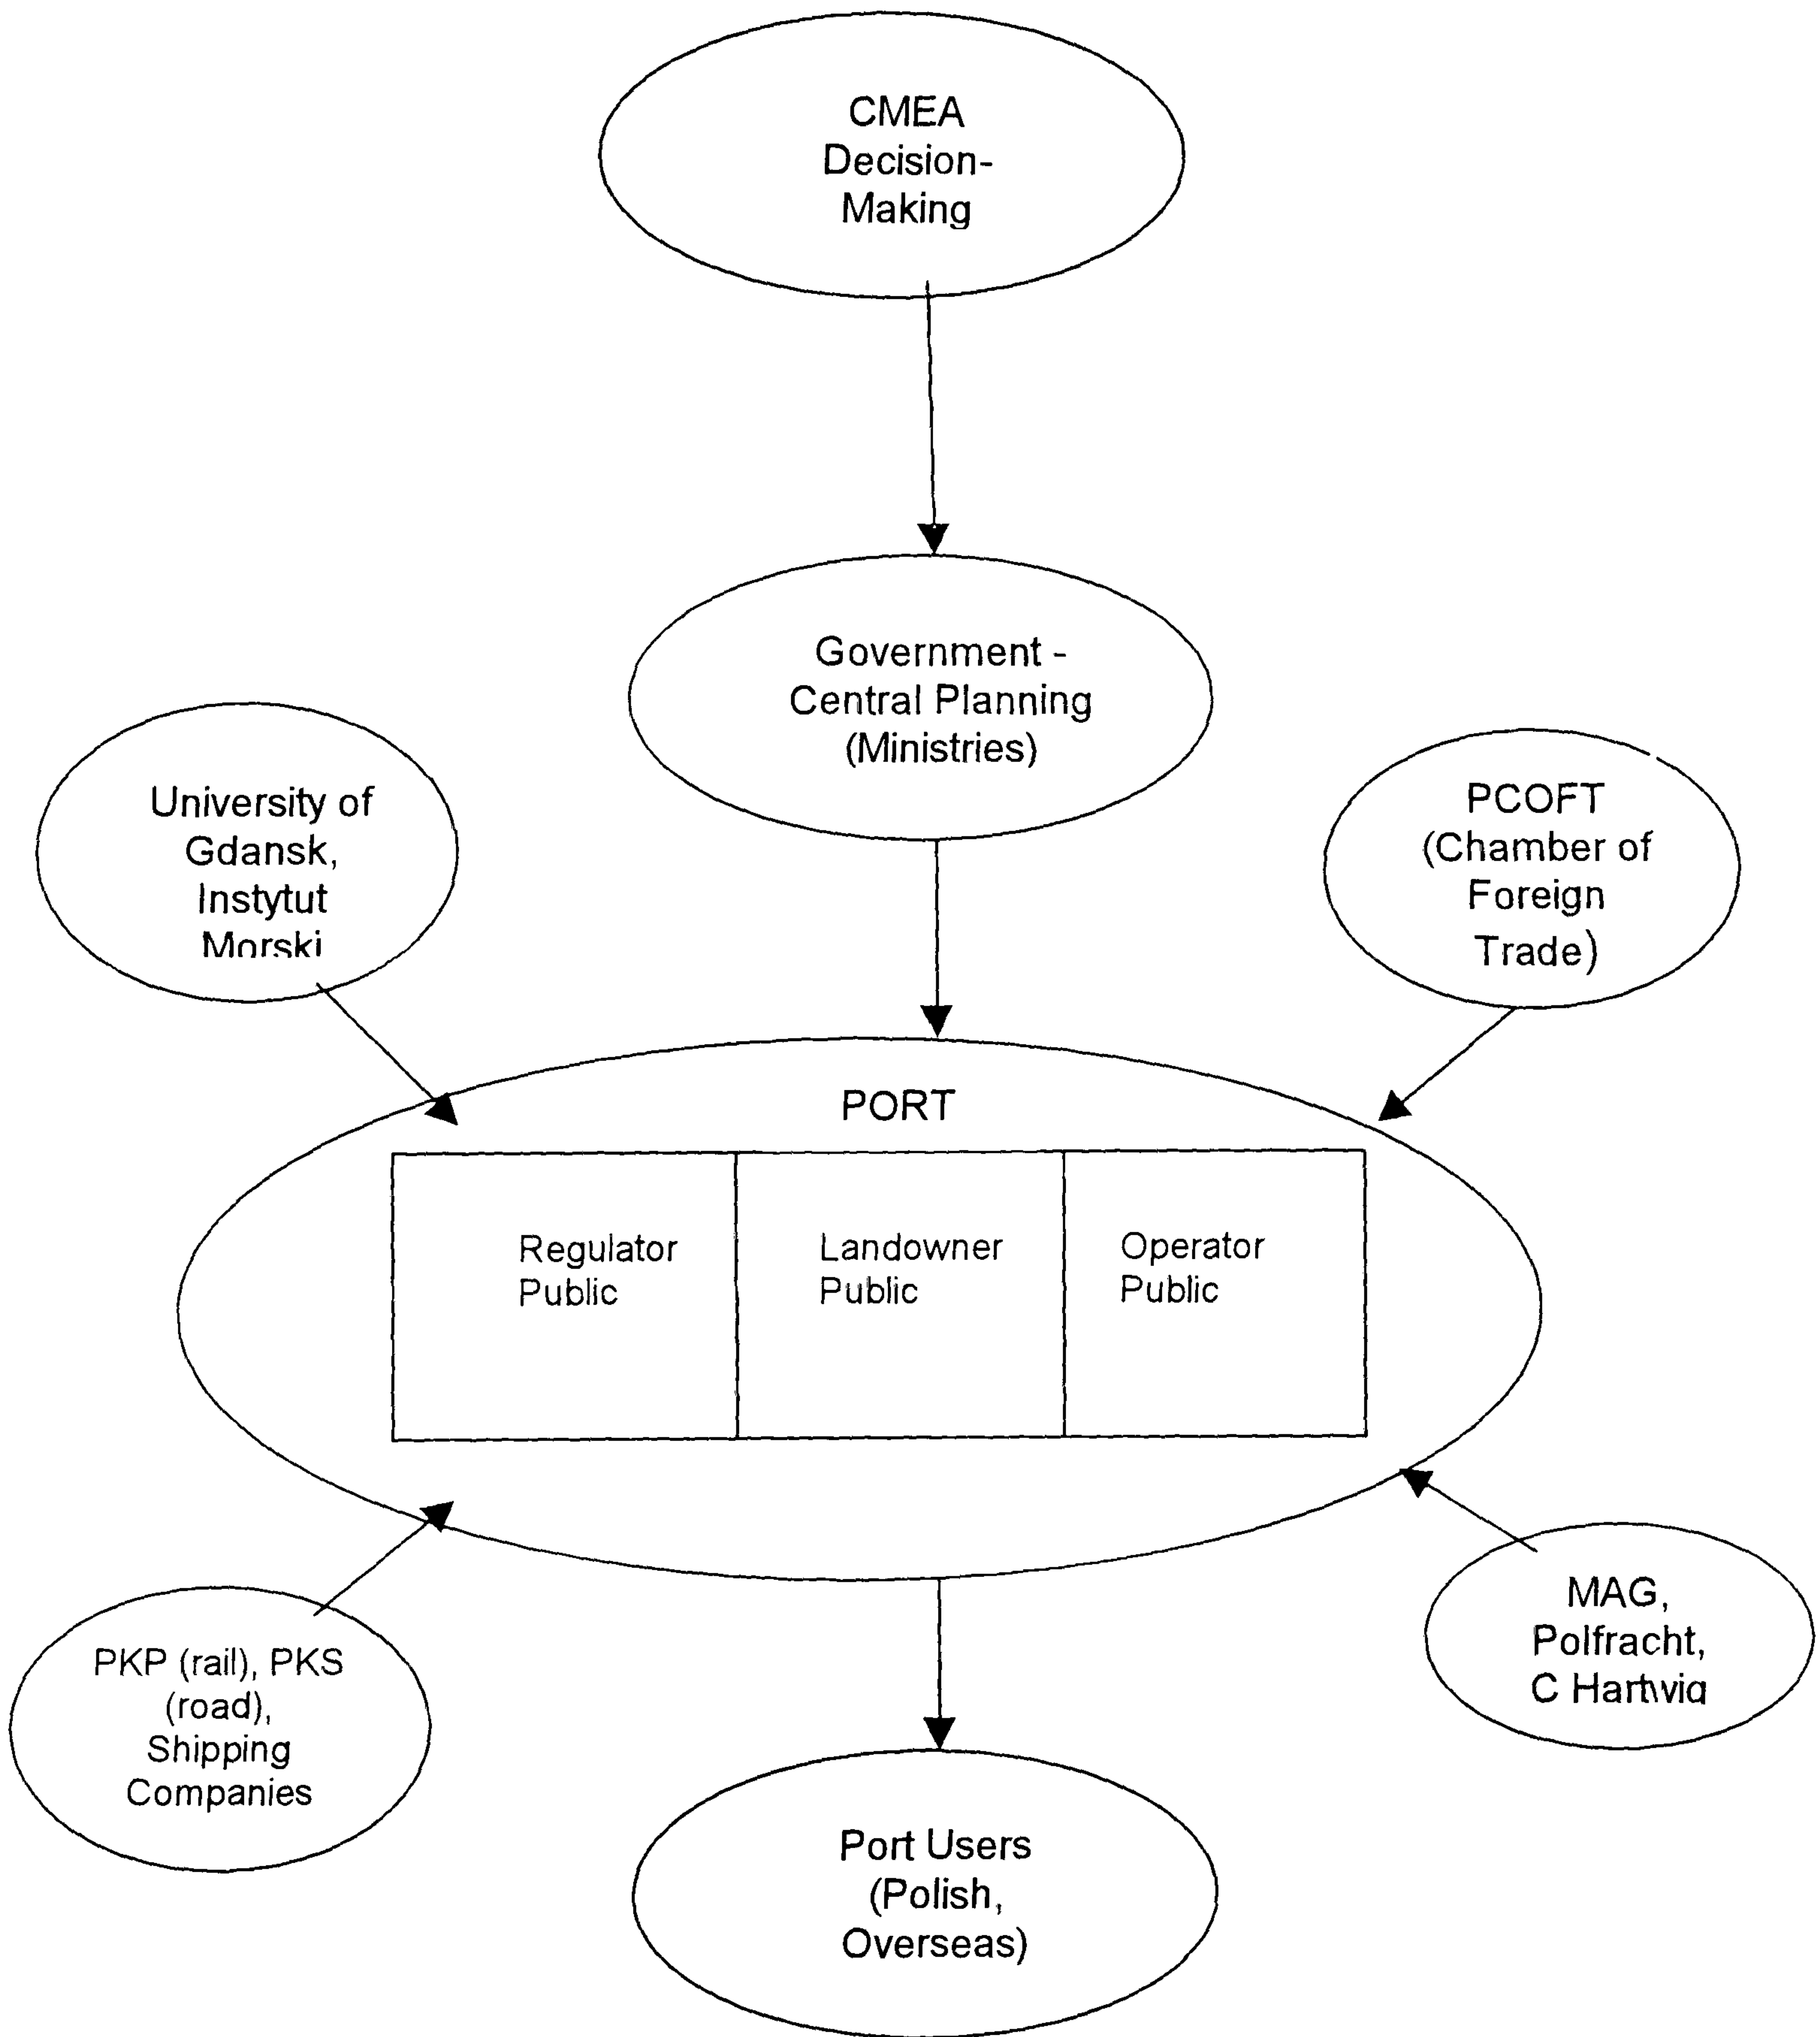 CMEA
Decision-
Making
Government -
Central Planning
(Ministries)
University of
Gdansk,
Instytut
Morski
PCOFT
(Chamber of
Foreign
Trade)
PORT
Regulator
Public
Landowner
Public
Operator
Public
PKP (rail), PKS
(road),
Shipping
Companies
MAG,
Polfracht,
C Hartwig
Port Users
(Polish,
Overseas)